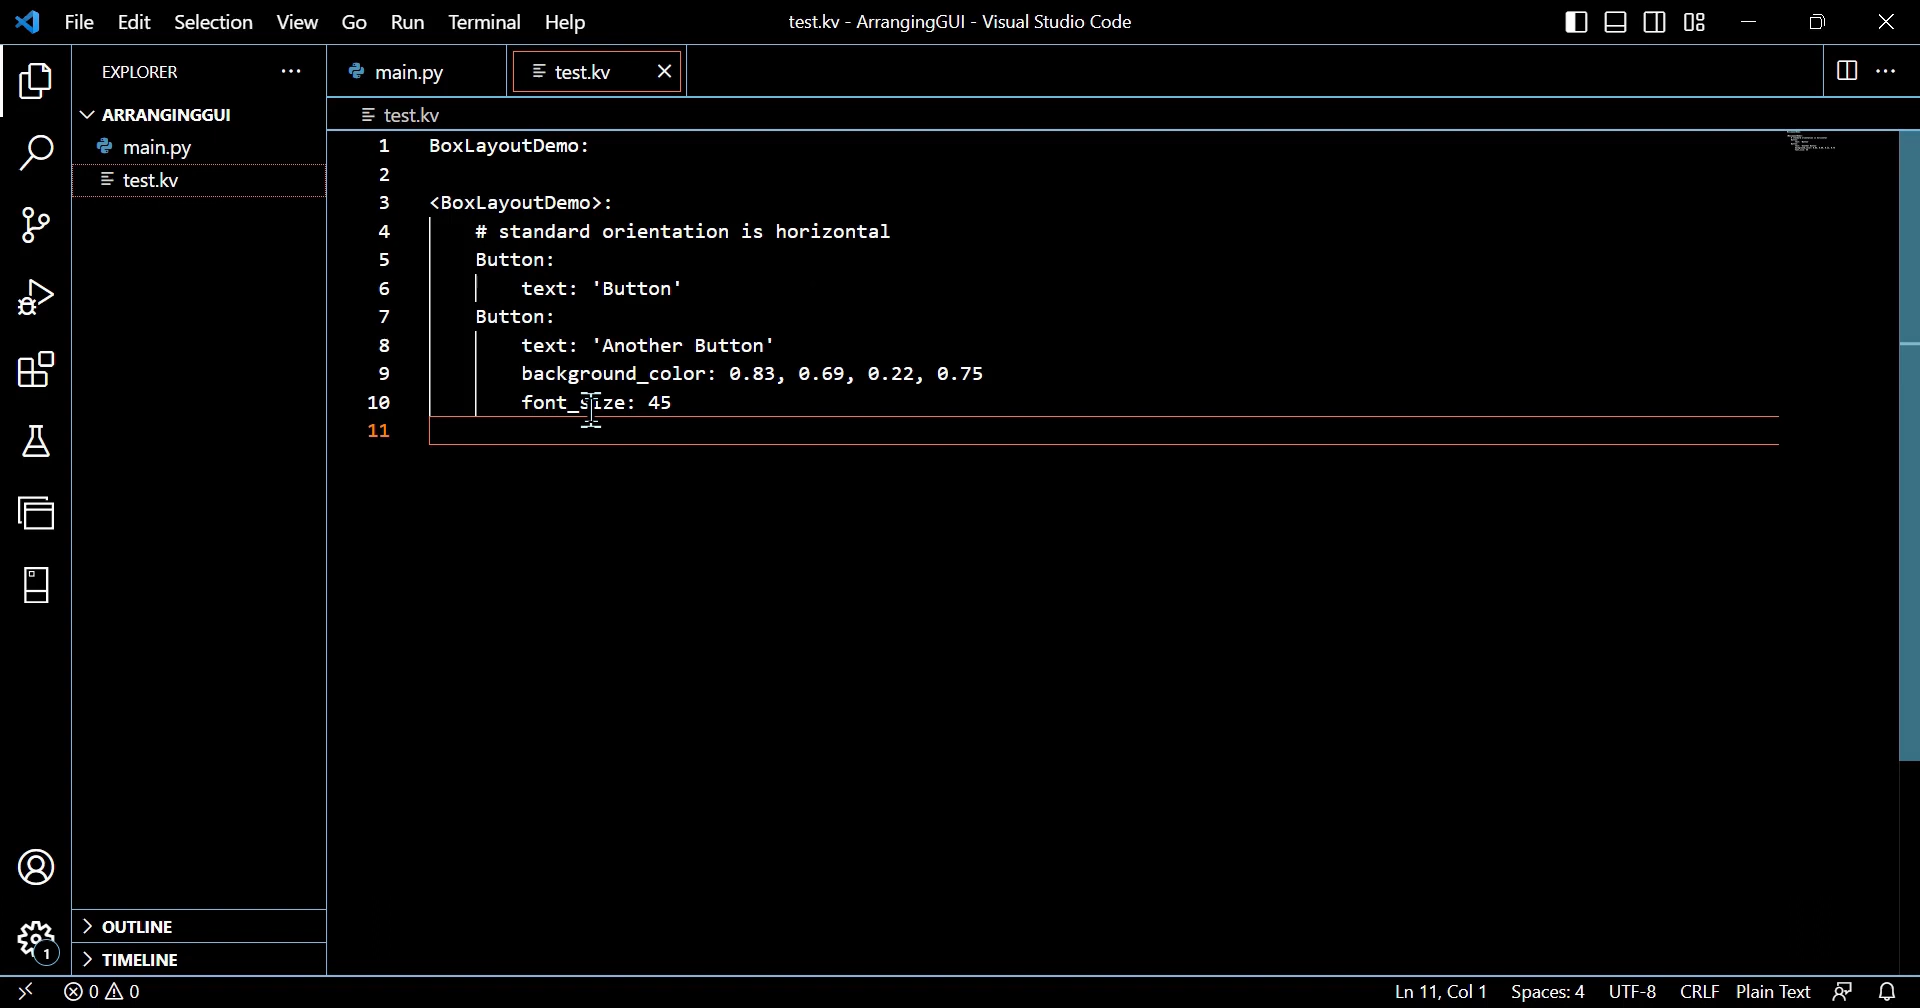 File Edit Selection View Go Run Terminal Help
test.kv - ArrangingGUI - Visual Studio Code
EXPLORER
main.py
test.kv
ARRANGINGGUI
main.py
test.kv
test.kv
1 BoxLayoutDemo:
2
3 <BoxLayoutDemo>:
4 # standard orientation is horizontal
5 Button:
6 text: 'Button'
7 Button:
8 text: 'Another Button'
9 background_color: 0.83, 0.69, 0.22, 0.75
10 font_size: 45
11
OUTLINE
TIMELINE
1
0 0
Ln 11, Col 1 Spaces: 4 UTF-8 CRLF Plain Text